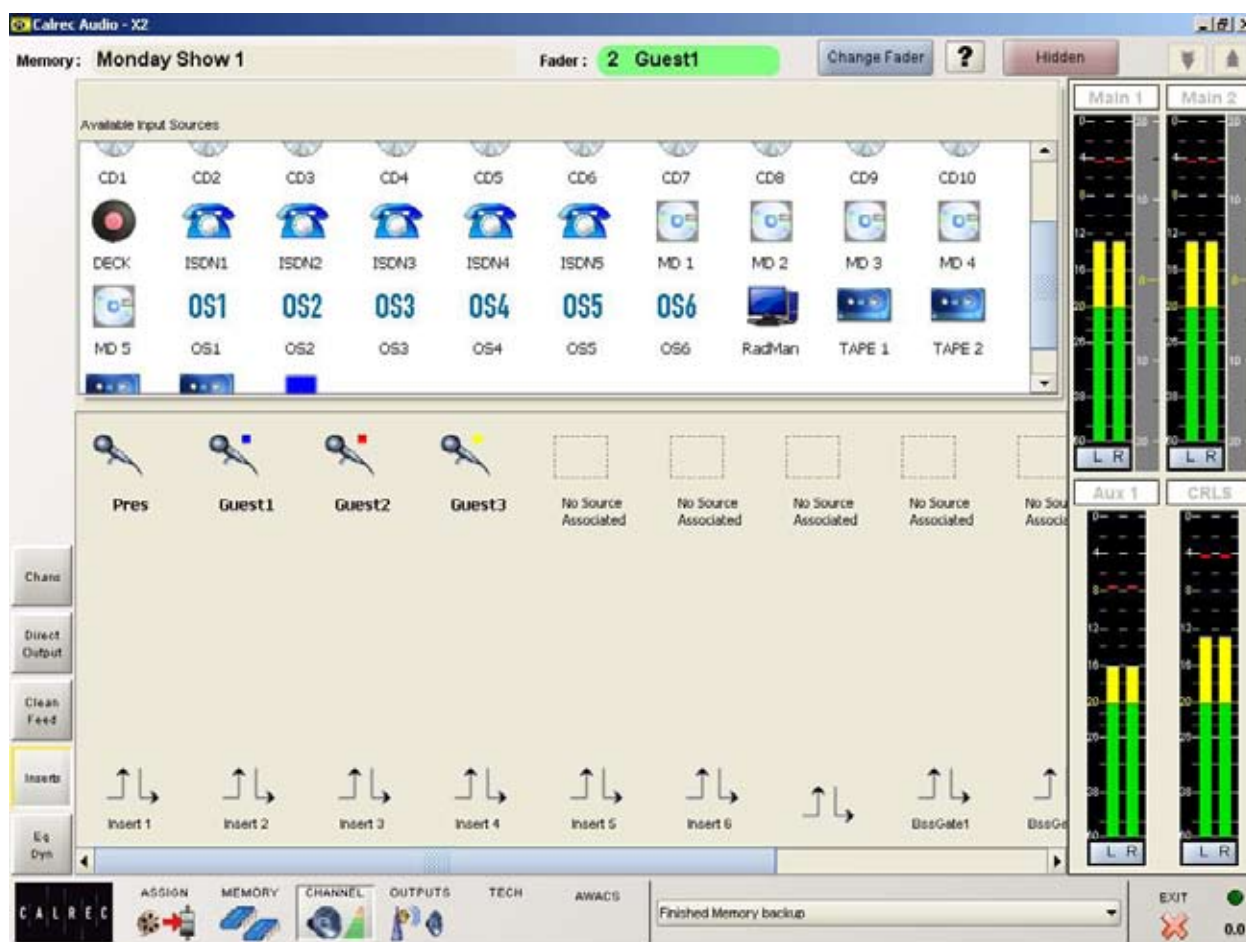 Calrec Audio - X2
Memory: Monday Show 1 Fader: 2 Guest1 Change Fader ? Hidden
Available Input Sources
CD1 CD2 CD3 CD4 CD5 CD6 CD7 CD8 CD9 CD10
DECK ISDN1 ISDN2 ISDN3 ISDN4 ISDN5 MD 1 MD 2 MD 3 MD 4
OS1 OS2 OS3 OS4 OS5 OS6
MD 5 OS1 OS2 OS3 OS4 OS5 OS6 RadMan TAPE 1 TAPE 2
Pres Guest1 Guest2 Guest3 No Source No Source No Source No Source No Sou
Associated Associated Associated Associated Associa
Chans
Direct
Output
Clean
Feed
Inserts
Eq
Dyn
Insert 1 Insert 2 Insert 3 Insert 4 Insert 5 Insert 6 BssGate1 BssGa
Main 1 Main 2
L R L R
Aux 1 CRLS
L R L R
CALREC ASSIGN MEMORY CHANNEL OUTPUTS TECH AWACS Finished Memory backup EXIT
0.0